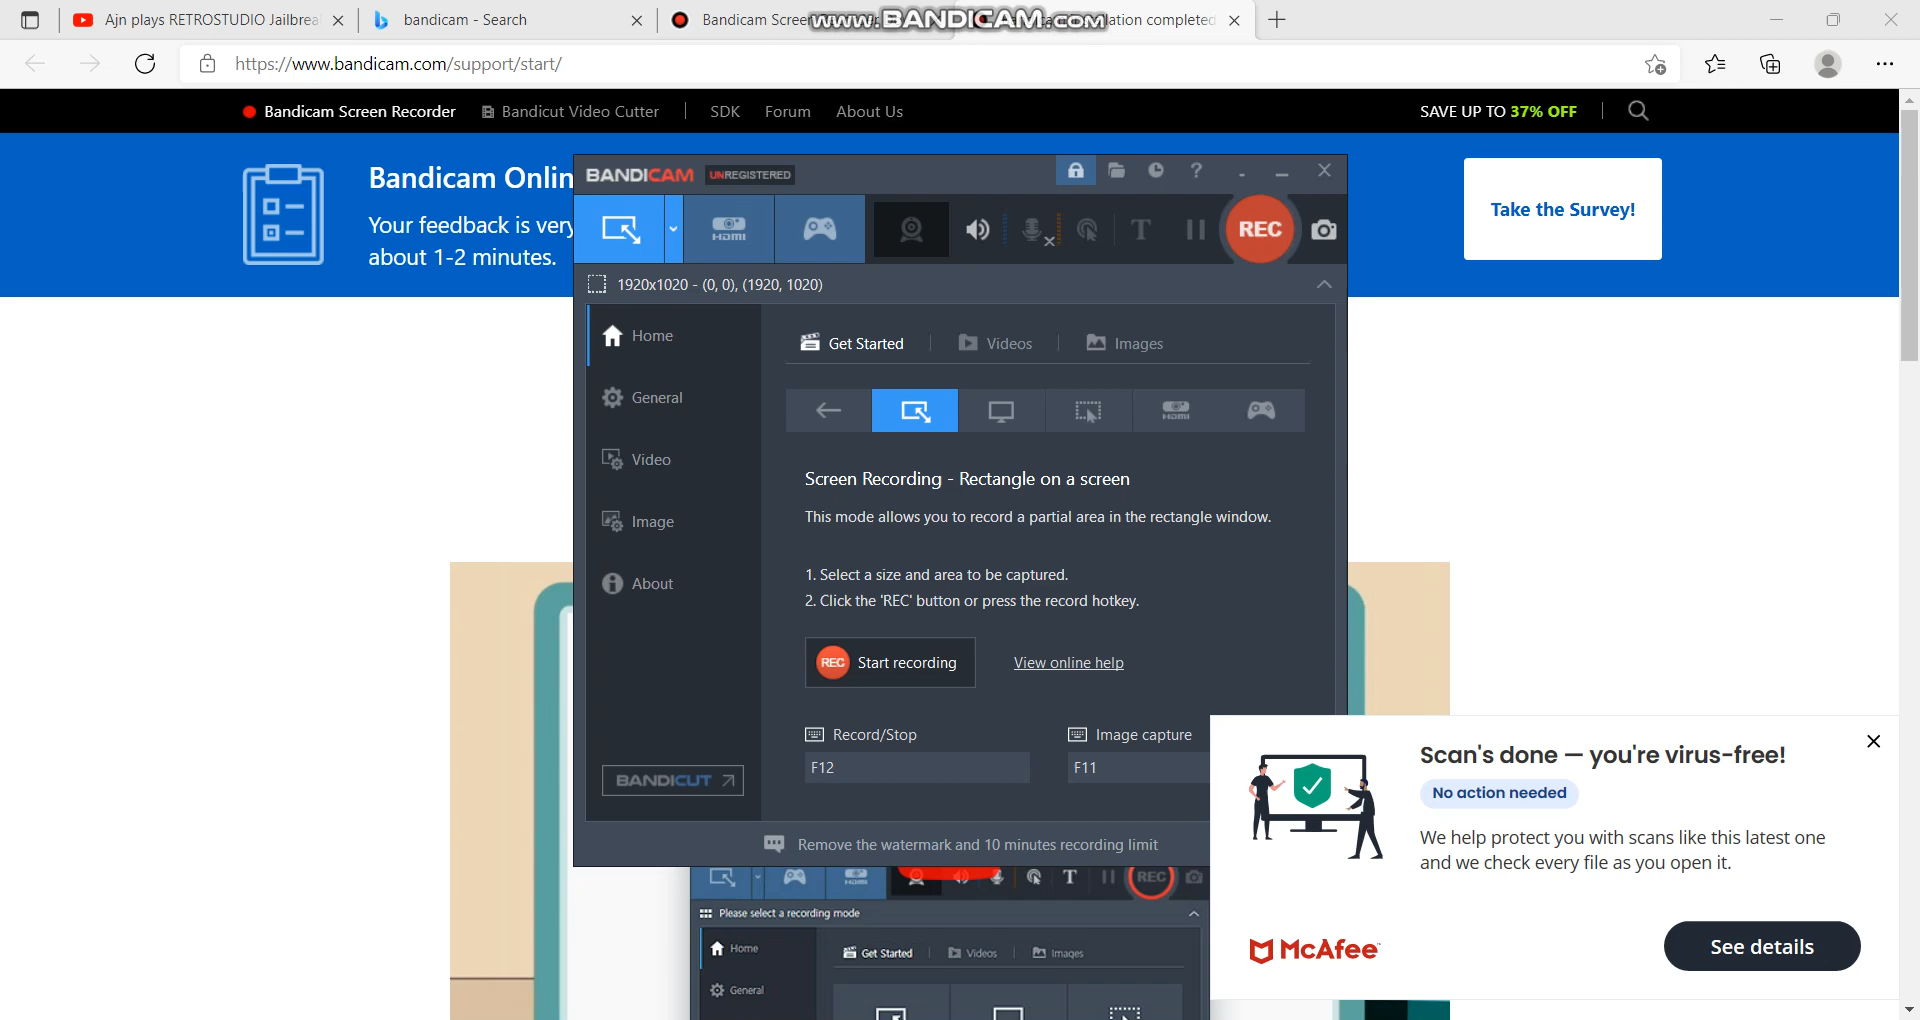 Ajn plays RETROSTUDIO Jailbrea
bandicam - Search
Bandicam Screen
www.BANDICAM.com
lation completed
https://www.bandicam.com/support/start/
Bandicam Screen Recorder
Bandicut Video Cutter
SDK
Forum
About Us
SAVE UP TO 37% OFF
Bandicam Onlin
Your feedback is very
about 1-2 minutes.
Take the Survey!
BANDICAM UNREGISTERED
HDMI
REC
1920x1020 - (0, 0), (1920, 1020)
Home
General
Video
Image
About
BANDICUT
Get Started
Videos
Images
HDMI
Screen Recording - Rectangle on a screen
This mode allows you to record a partial area in the rectangle window.
1. Select a size and area to be captured.
2. Click the 'REC' button or press the record hotkey.
REC Start recording
View online help
Record/Stop
F12
Image capture
F11
Remove the watermark and 10 minutes recording limit
T
REC
Please select a recording mode
Home
General
Get Started
Videos
Images
Scan's done — you're virus-free!
No action needed
We help protect you with scans like this latest one
and we check every file as you open it.
McAfee
See details